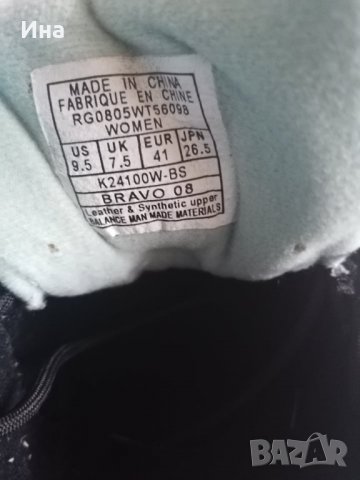 Ина
MADE IN CHINA
FABRIQUE EN CHINE
RG0805WT56098
WOMEN
US UK EUR JPN
9.5 7.5 41 26.5
K24100W-BS
BRAVO 08
Leather & Synthetic upper
BALANCE MAN MADE MATERIALS
BAZAR